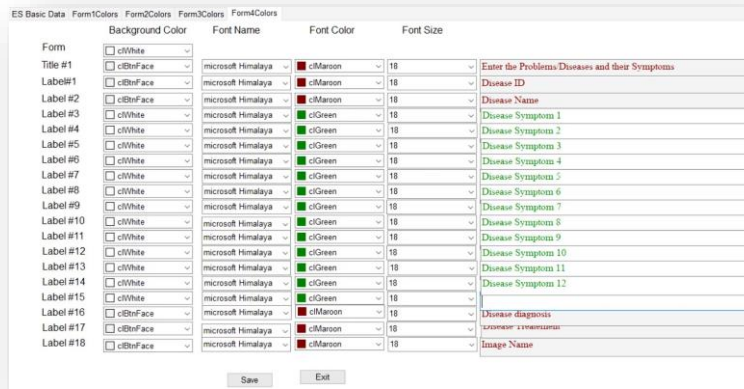 ES Basic Data Form1Colors Form2Colors Form3Colors Form4Colors
Background Color Font Name Font Color Font Size
Form clWhite
Title #1 clBtnFace microsoft Himalaya clMaroon 18 Enter the Problems/Diseases and their Symptoms
Label#1 clBtnFace microsoft Himalaya clMaroon 18 Disease ID
Label #2 clBtnFace microsoft Himalaya clMaroon 18 Disease Name
Label #3 clWhite microsoft Himalaya clGreen 18 Disease Symptom 1
Label #4 clWhite microsoft Himalaya clGreen 18 Disease Symptom 2
Label #5 clWhite microsoft Himalaya clGreen 18 Disease Symptom 3
Label #6 clWhite microsoft Himalaya clGreen 18 Disease Symptom 4
Label #7 clWhite microsoft Himalaya clGreen 18 Disease Symptom 5
Label #8 clWhite microsoft Himalaya clGreen 18 Disease Symptom 6
Label #9 clWhite microsoft Himalaya clGreen 18 Disease Symptom 7
Label #10 clWhite microsoft Himalaya clGreen 18 Disease Symptom 8
Label #11 clWhite microsoft Himalaya clGreen 18 Disease Symptom 9
Label #12 clWhite microsoft Himalaya clGreen 18 Disease Symptom 10
Label #13 clWhite microsoft Himalaya clGreen 18 Disease Symptom 11
Label #14 clWhite microsoft Himalaya clGreen 18 Disease Symptom 12
Label #15 clWhite microsoft Himalaya clGreen 18
Label #16 clBtnFace microsoft Himalaya clMaroon 18 Disease diagnosis
Label #17 clBtnFace microsoft Himalaya clMaroon 18 Disease
Label #18 clBtnFace microsoft Himalaya clMaroon 18 Image Name
Save Exit